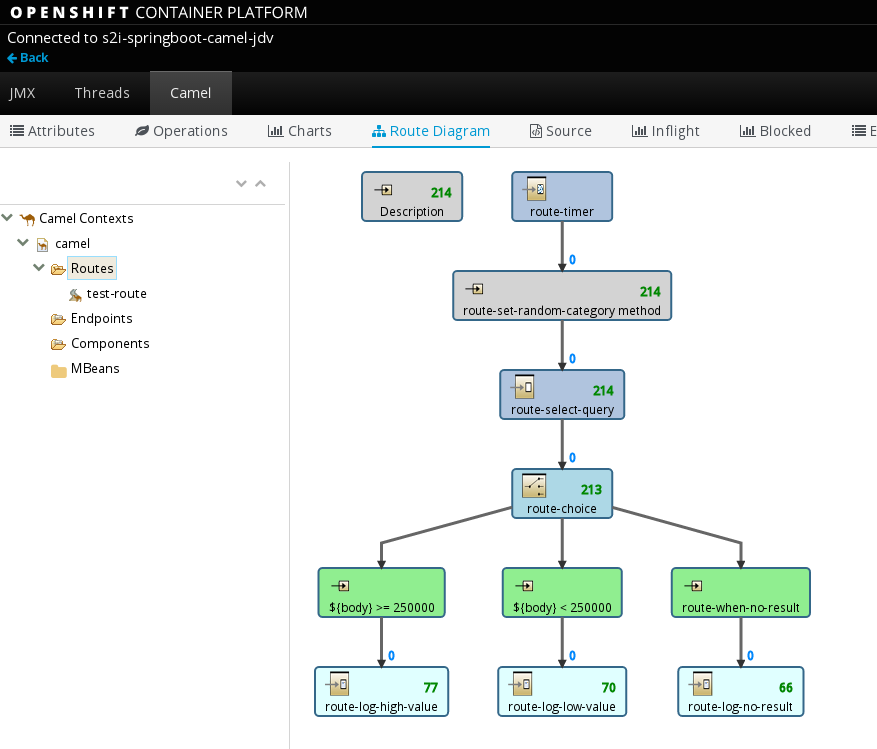 OPENSHIFT CONTAINER PLATFORM
Connected to s2i-springboot-camel-jdv
Back
JMX Threads Camel
Attributes Operations Charts Route Diagram Source Inflight Blocked E
Camel Contexts
camel
Routes
test-route
Endpoints
Components
MBeans
214
Description
route-timer
0
214
route-set-random-category method
0
214
route-select-query
0
213
route-choice
${body} >= 250000
${body} < 250000
route-when-no-result
0 0 0
77
route-log-high-value
70
route-log-low-value
66
route-log-no-result